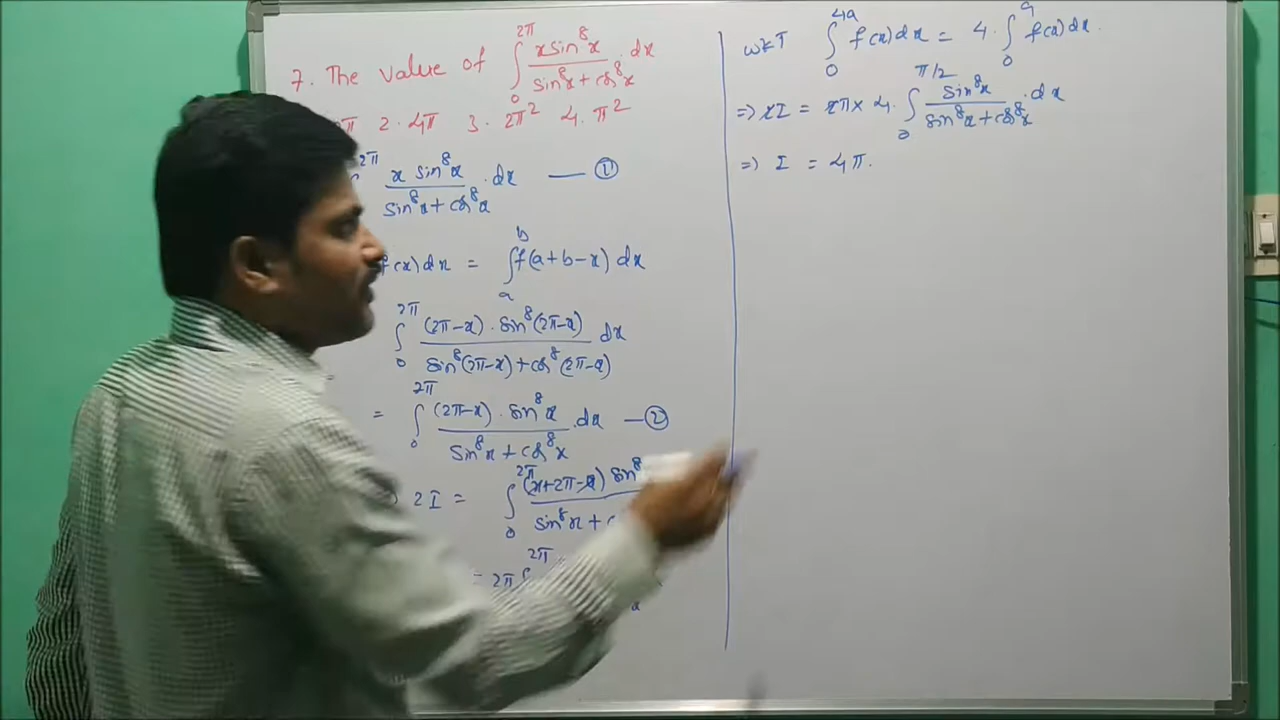 7. The value of ∫₀^2π x sin⁸x / sin⁸x + cos⁸x . dx
π 2. 4π 3. 2π² 4. π²
2π x sin⁸x / sin⁸x + cos⁸x . dx — ①
f(x) dx = ∫ₐ^b f(a+b-x) dx
∫₀^2π (2π-x) . sin⁸(2π-x) / sin⁸(2π-x) + cos⁸(2π-x) dx
= ∫₀^2π (2π-x) . sin⁸x / sin⁸x + cos⁸x . dx — ②
2I = ∫₀^2π (x+2π-x) sin⁸ / sin⁸x + c
= 2π ∫ 2π
WKT ∫₀^4a f(x) dx = 4. ∫₀^a f(x) dx.
=> 2I = 2π x 4. ∫₀^π/2 sin⁸x / sin⁸x + cos⁸x . dx
=> I = 4π.